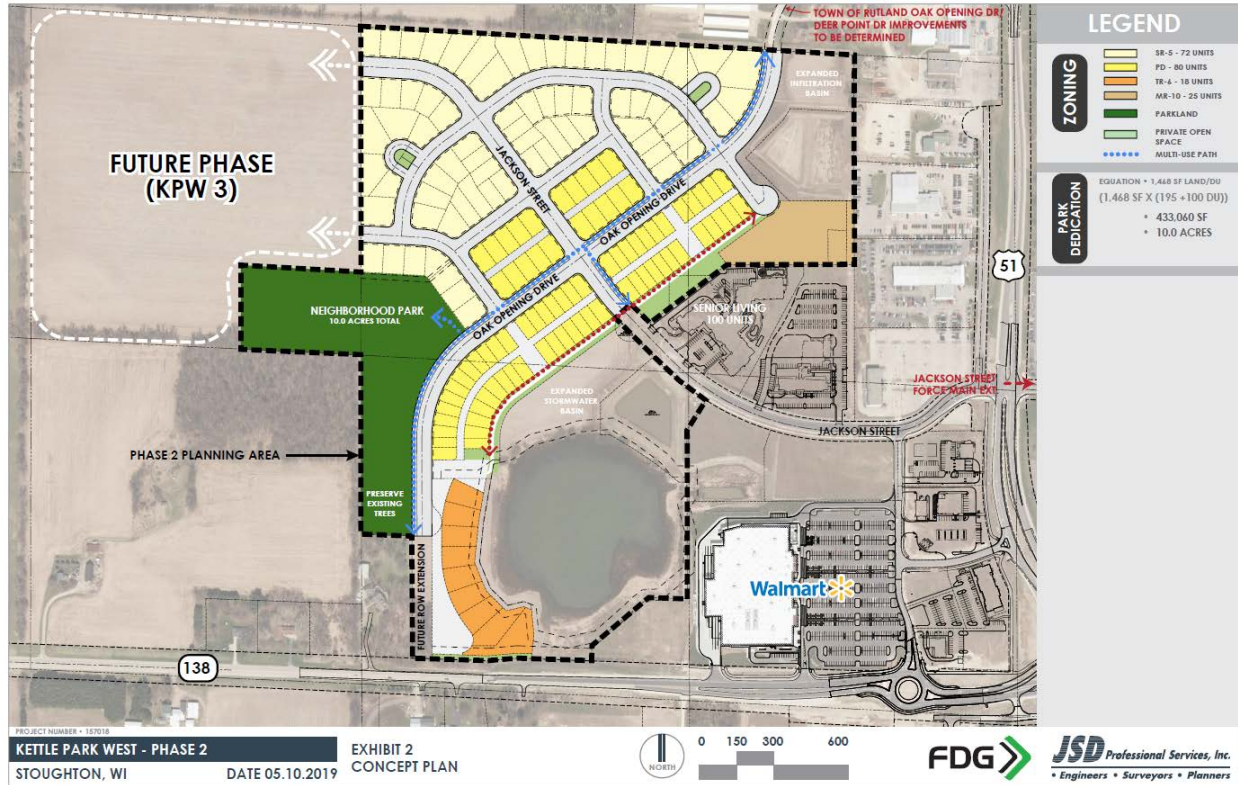 TOWN OF RUTLAND OAK OPENING DR/
DEER POINT DR IMPROVEMENTS
TO BE DETERMINED
EXPANDED
INFILTRATION
BASIN
FUTURE PHASE
(KPW 3)
JACKSON STREET
OAK OPENING DRIVE
OAK OPENING DRIVE
NEIGHBORHOOD PARK
10.0 ACRES TOTAL
SENIOR LIVING
100 UNITS
51
EXPANDED
STORMWATER
BASIN
JACKSON STREET
FORCE MAIN EXT
JACKSON STREET
PHASE 2 PLANNING AREA
PRESERVE
EXISTING
TREES
FUTURE ROW EXTENSION
Walmart
138
LEGEND
ZONING
SR-5 - 72 UNITS
PD - 80 UNITS
TR-6 - 18 UNITS
MR-10 - 25 UNITS
PARKLAND
PRIVATE OPEN
SPACE
MULTI-USE PATH
PARK
DEDICATION
EQUATION • 1,468 SF LAND/DU
(1,468 SF X (195 +100 DU))
• 433.060 SF
• 10.0 ACRES
PROJECT NUMBER • 157018
KETTLE PARK WEST - PHASE 2
STOUGHTON, WI DATE 05.10.2019
EXHIBIT 2
CONCEPT PLAN
NORTH
0 150 300 600
FDG
JSD Professional Services, Inc.
• Engineers • Surveyors • Planners